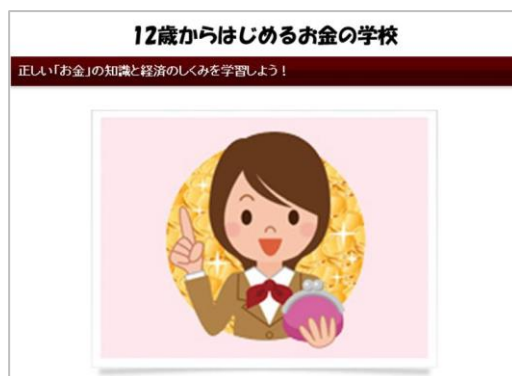 12歳からはじめるお金の学校
正しい「お金」の知識と経済のしくみを学習しよう！